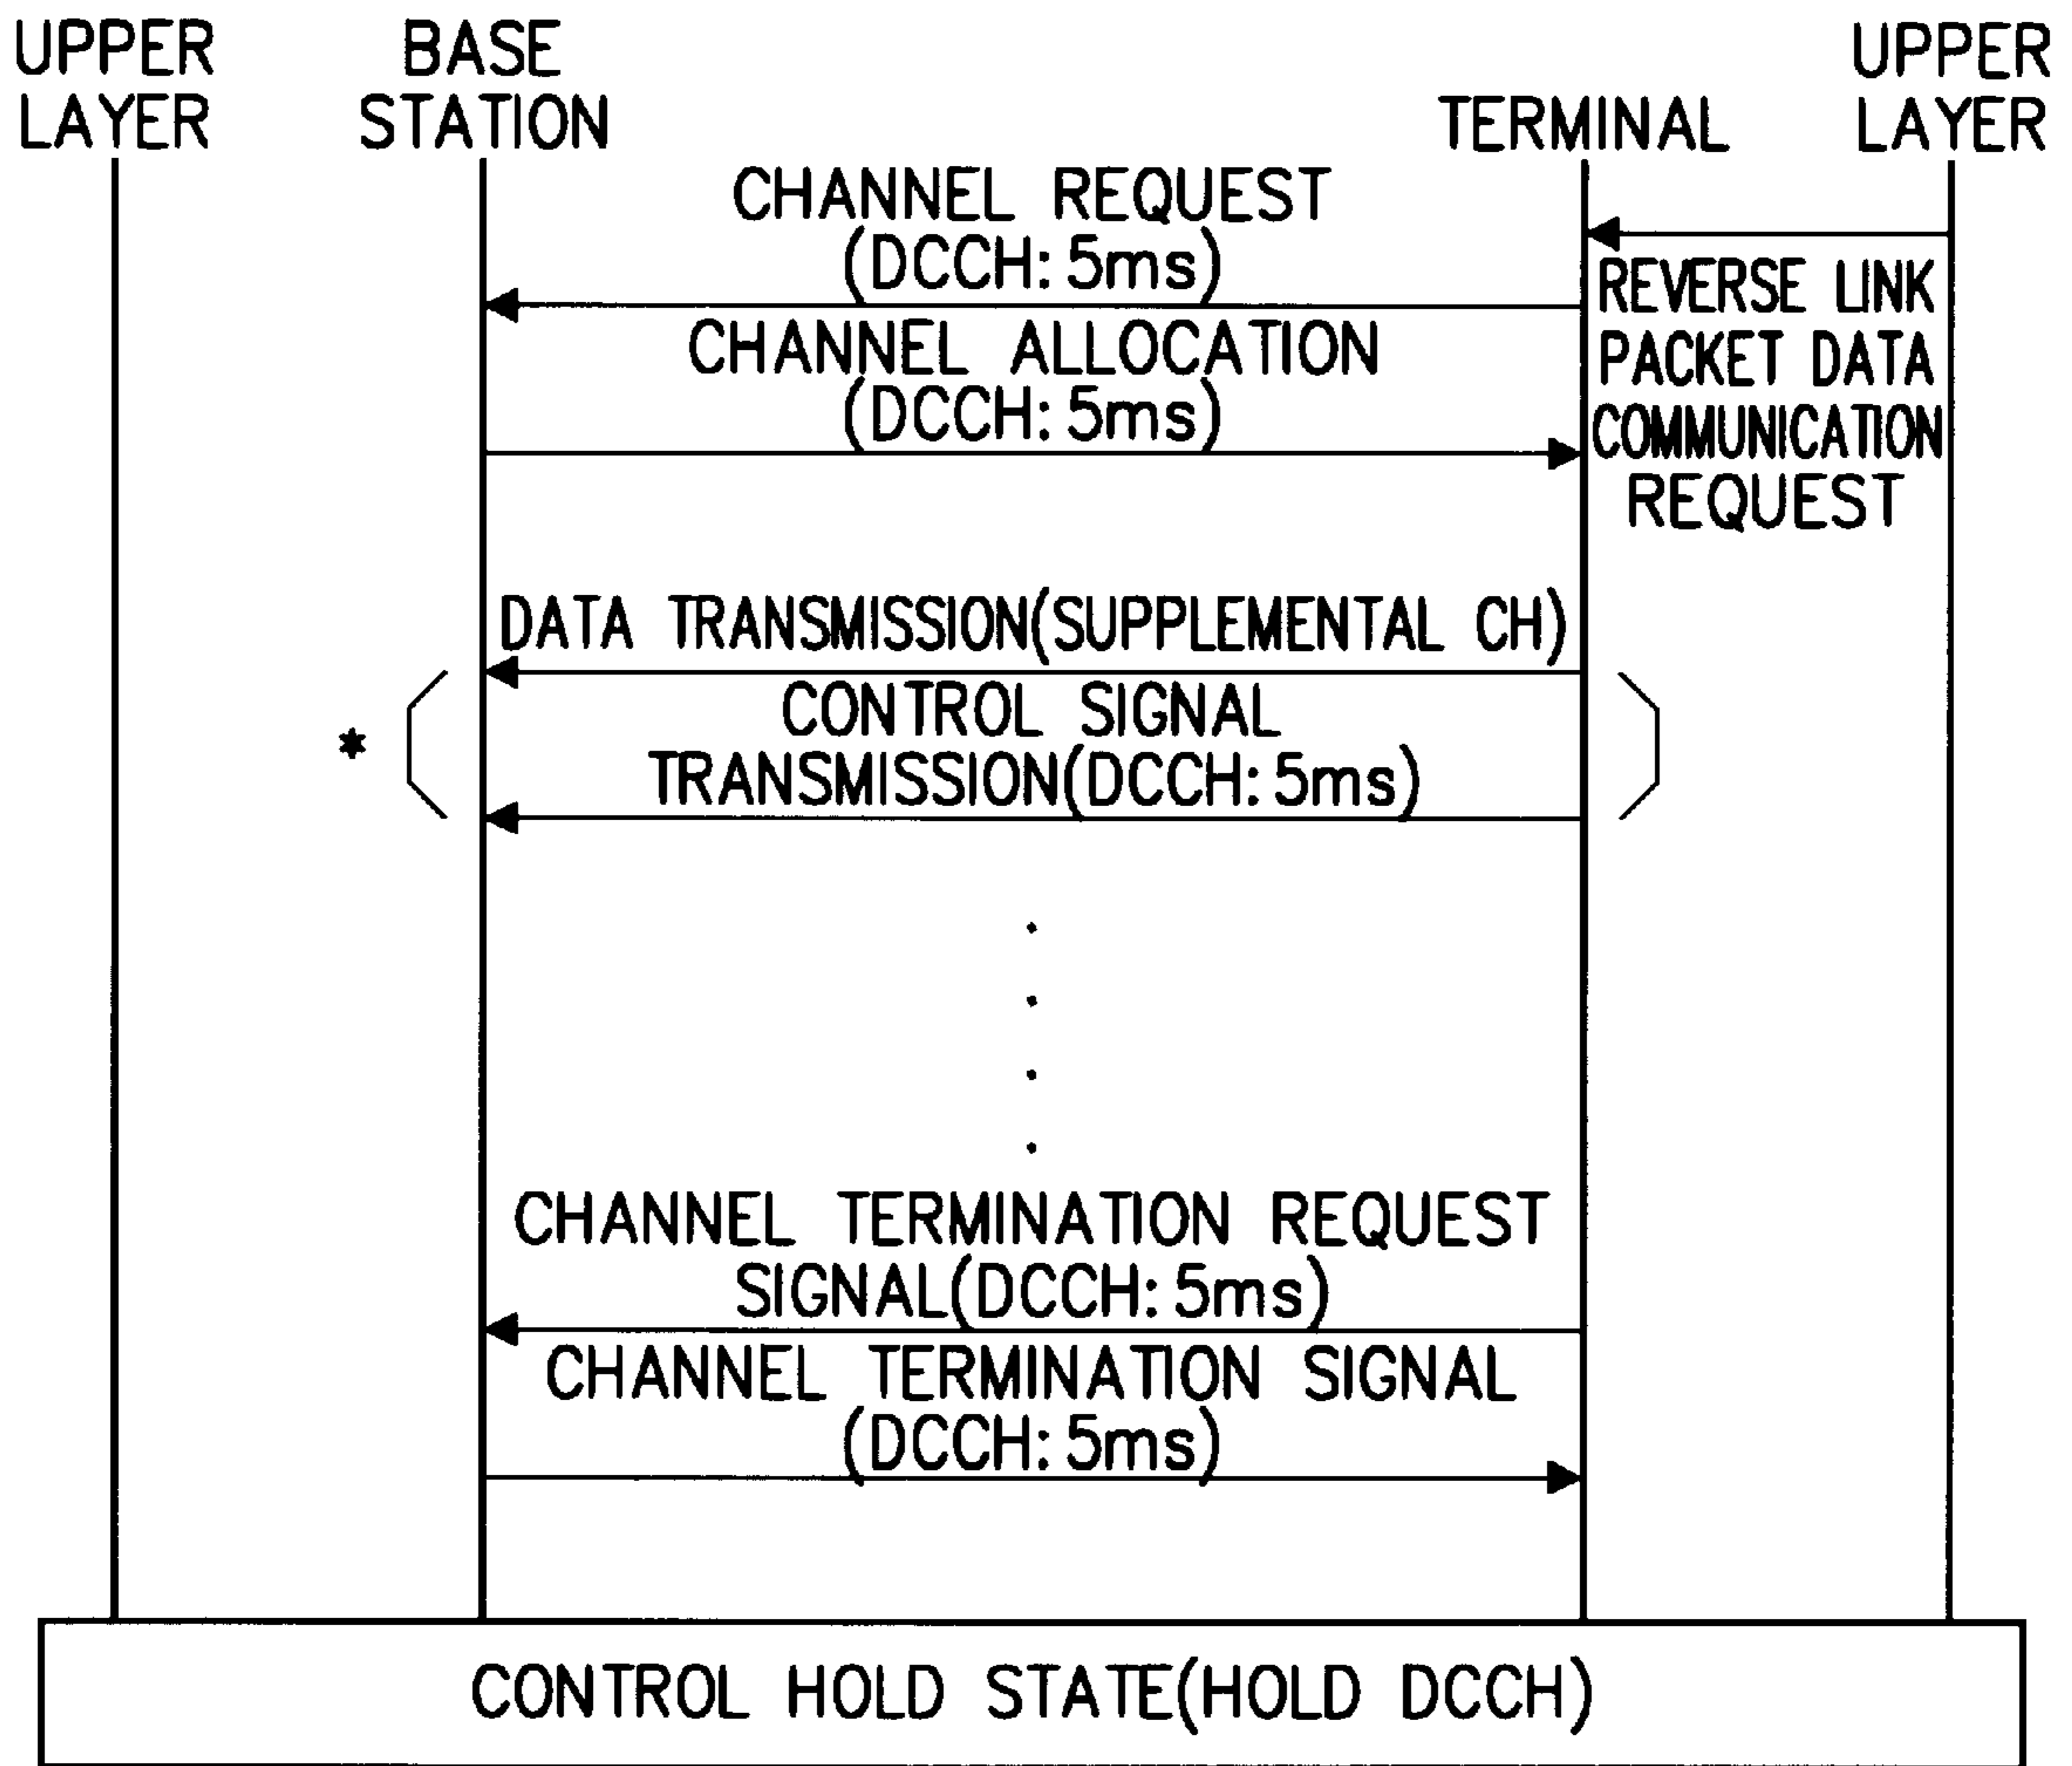 UPPER
LAYER
BASE
STATION
TERMINAL
UPPER
LAYER
CHANNEL REQUEST
(DCCH: 5ms)
REVERSE LINK
PACKET DATA
COMMUNICATION
REQUEST
CHANNEL ALLOCATION
(DCCH: 5ms)
DATA TRANSMISSION(SUPPLEMENTAL CH)
*
CONTROL SIGNAL
TRANSMISSION(DCCH: 5ms)
CHANNEL TERMINATION REQUEST
SIGNAL(DCCH: 5ms)
CHANNEL TERMINATION SIGNAL
(DCCH: 5ms)
CONTROL HOLD STATE(HOLD DCCH)